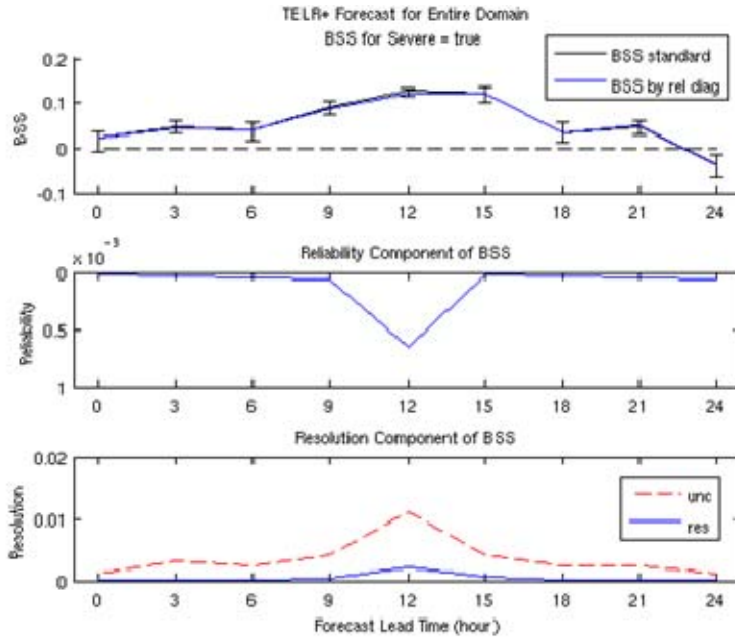 TELR+ Forecast for Entire Domain
BSS for Severe = true
BSS standard
BSS by rel diag
BSS
0.2
0.1
0
-0.1
0 3 6 9 12 15 18 21 24
Reliability Component of BSS
× 10⁻³
Reliability
0
0.5
1
0 3 6 9 12 15 18 21 24
Resolution Component of BSS
unc
res
Resolution
0.02
0.01
0
0 3 6 9 12 15 18 21 24
Forecast Lead Time (hour)